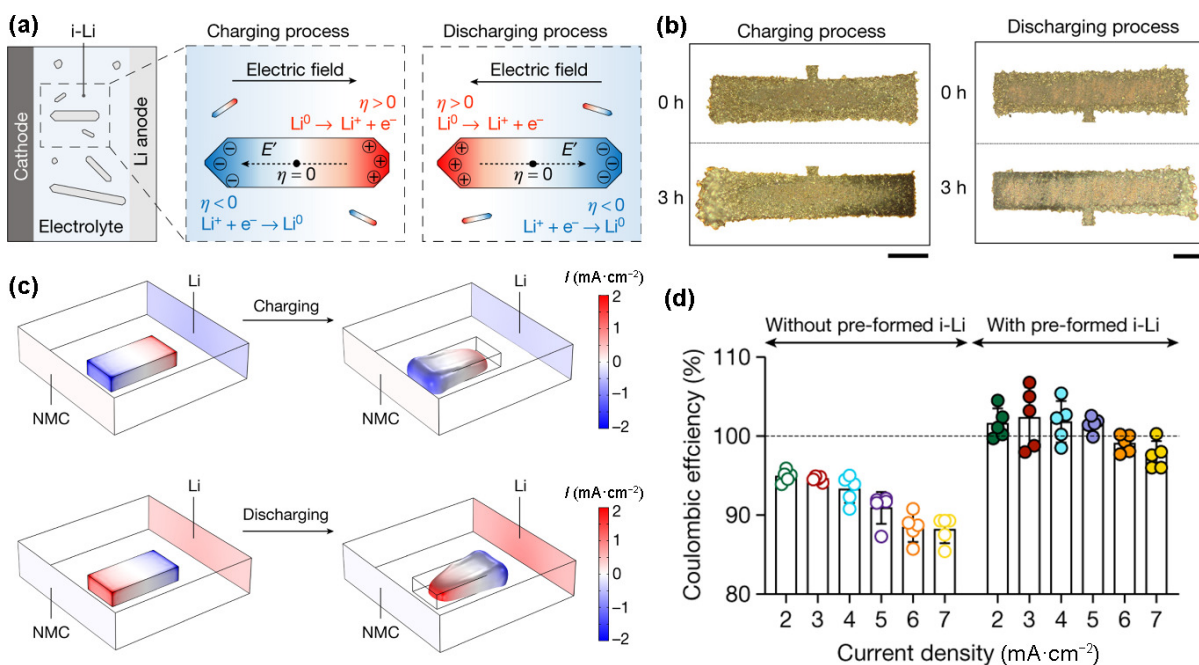 (a)
i-Li
Cathode
Li anode
Electrolyte
Charging process
Electric field
η > 0
Li⁰ → Li⁺ + e⁻
− − −
E′
η = 0
+ + +
η < 0
Li⁺ + e⁻ → Li⁰
Discharging process
Electric field
η > 0
Li⁰ → Li⁺ + e⁻
+ + +
E′
η = 0
− − −
η < 0
Li⁺ + e⁻ → Li⁰
(b)
Charging process
0 h
3 h
Discharging process
0 h
3 h
(c)
Li
Charging
NMC
Li
NMC
I (mA·cm⁻²)
2
1
0
−1
−2
Li
Discharging
NMC
Li
NMC
I (mA·cm⁻²)
2
1
0
−1
−2
(d)
Without pre-formed i-Li
With pre-formed i-Li
Coulombic effciency (%)
110
100
90
80
2 3 4 5 6 7 2 3 4 5 6 7
Current density (mA·cm⁻²)